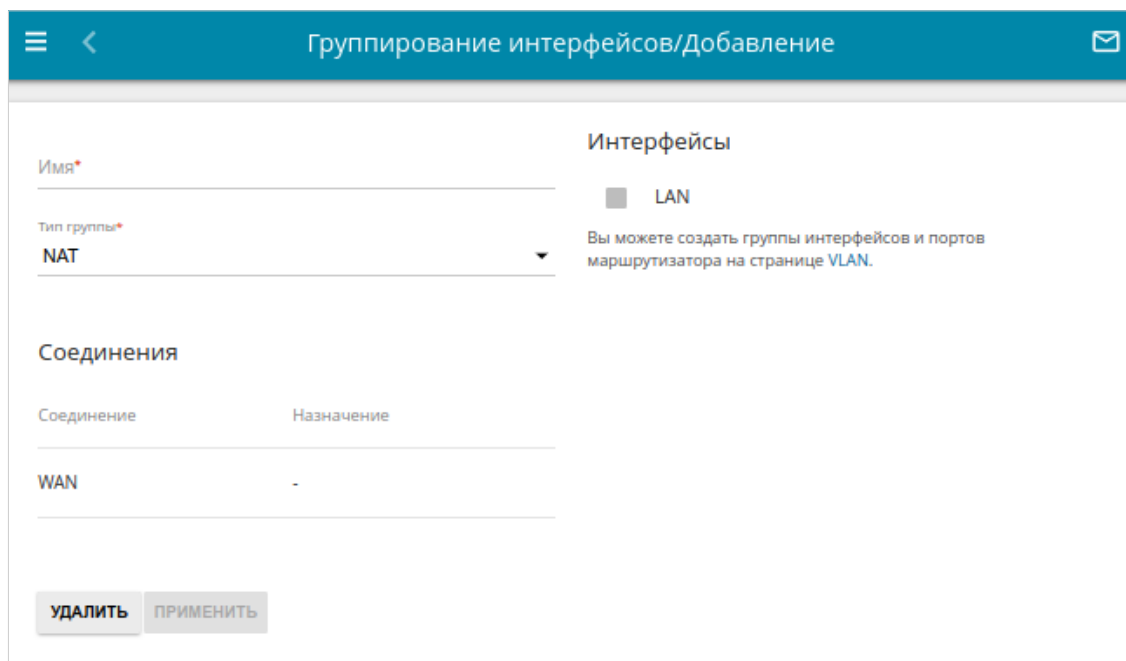 Группирование интерфейсов/Добавление
Имя*
Тип группы*
NAT
Соединения
Соединение Назначение
WAN -
УДАЛИТЬ ПРИМЕНИТЬ
Интерфейсы
LAN
Вы можете создать группы интерфейсов и портов
маршрутизатора на странице VLAN.